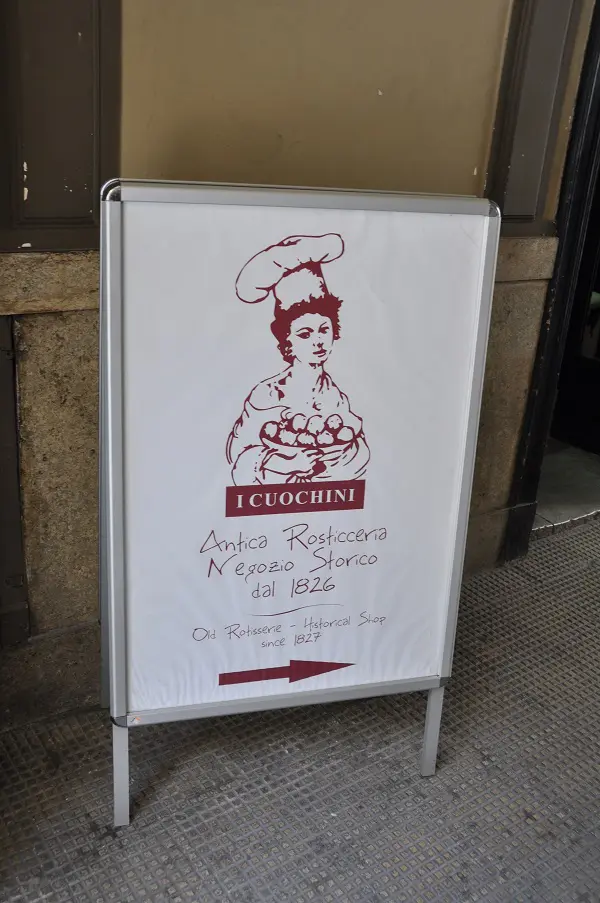 I CUOCHINI
Antica Rosticceria
Negozio Storico
dal 1826
Old Rotisserie - Historical Shop
since 1827